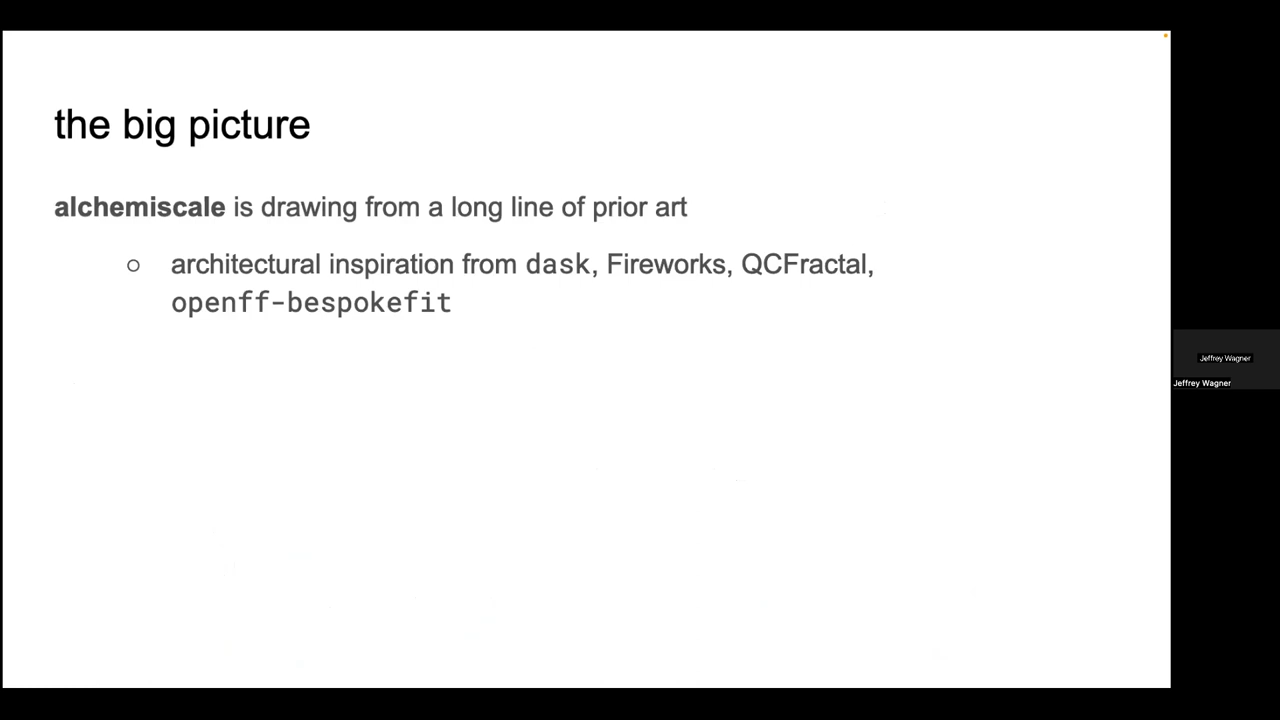 the big picture
alchemiscale is drawing from a long line of prior art
○ architectural inspiration from dask, Fireworks, QCFractal,
openff-bespokefit
Jeffrey Wagner
Jeffrey Wagner